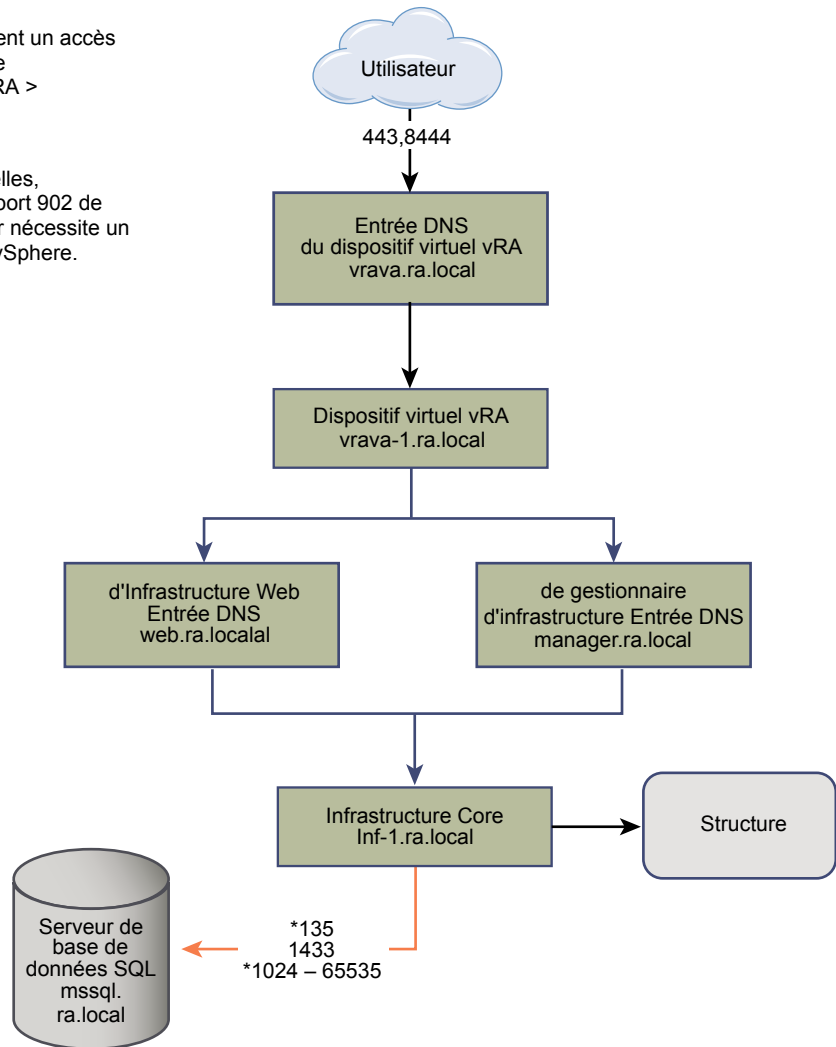 ent un accès
e
RA >
elles,
port 902 de
r nécessite un
vSphere.
Utilisateur
443,8444
Entrée DNS
du dispositif virtuel vRA
vrava.ra.local
Dispositif virtuel vRA
vrava-1.ra.local
d'Infrastructure Web
Entrée DNS
web.ra.localal
de gestionnaire
d'infrastructure Entrée DNS
manager.ra.local
Infrastructure Core
Inf-1.ra.local
Structure
Serveur de
base de
données SQL
mssql.
ra.local
*135
1433
*1024 – 65535